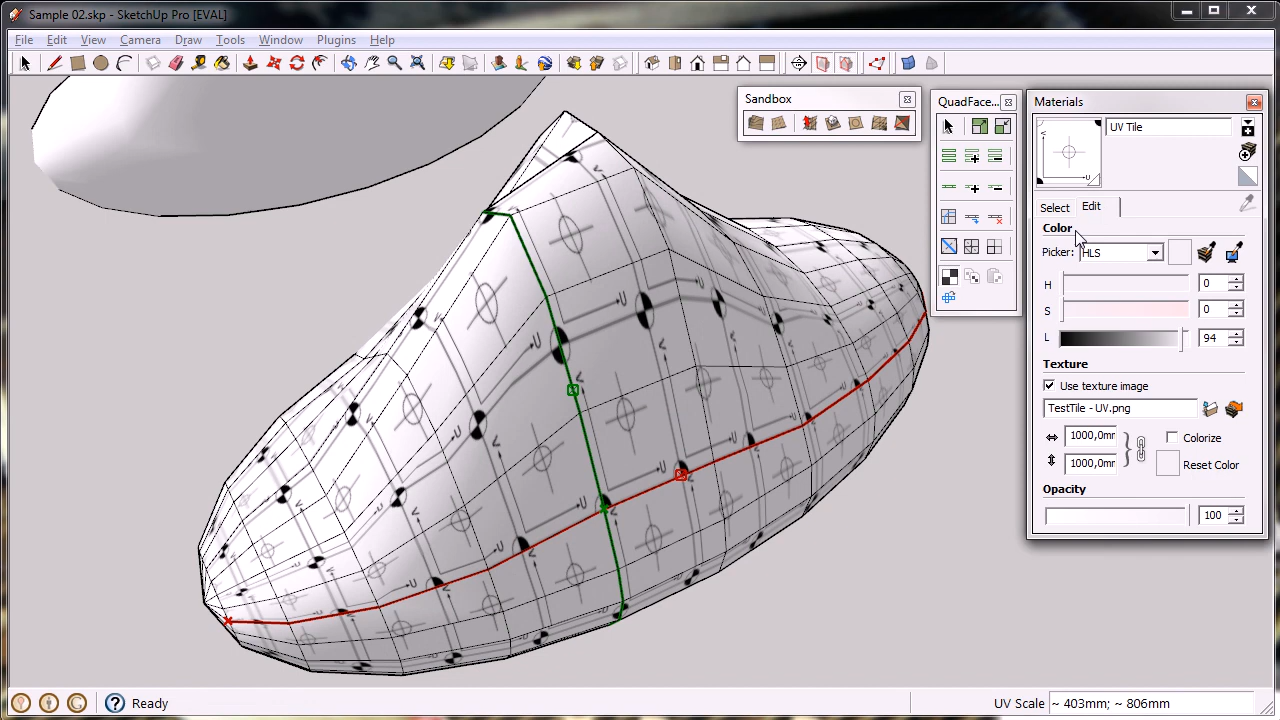 Sample 02.skp - SketchUp Pro [EVAL]
File Edit View Camera Draw Tools Window Plugins Help
Sandbox
QuadFace...
Materials
UV Tile
Select Edit
Color
Picker: HLS
H 0
S 0
L 94
Texture
Use texture image
TestTile - UV.png
1000,0mr
Colorize
1000,0mr
Reset Color
Opacity
100
Ready
UV Scale ~ 403mm; ~ 806mm